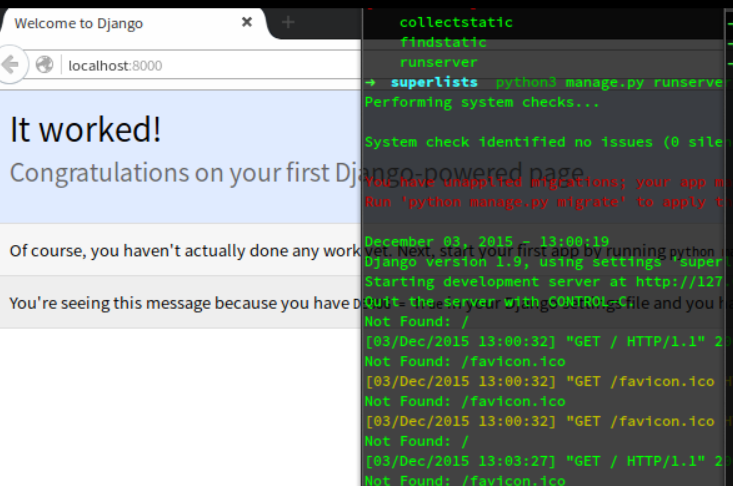 Welcome to Django
localhost:8000
It worked!
Congratulations on your first Django-powered page
Of course, you haven't actually done any work yet. Next, start your first app by running python
You're seeing this message because you have file and you
collectstatic
findstatic
runserver
→ superlists python3 manage.py runserve
Performing system checks...
System check identified no issues (0 sile
You have unapplied migrations; your app m
Run 'python manage.py migrate' to apply t
December 03, 2015 - 13:00:19
Django version 1.9, using settings 'super
Starting development server at http://127.
Quit the server with CONTROL-C.
Not Found: /
[03/Dec/2015 13:00:32] "GET / HTTP/1.1" 2
Not Found: /favicon.ico
[03/Dec/2015 13:00:32] "GET /favicon.ico
Not Found: /favicon.ico
[03/Dec/2015 13:00:32] "GET /favicon.ico
Not Found: /
[03/Dec/2015 13:03:27] "GET / HTTP/1.1" 2
Not Found: /favicon.ico